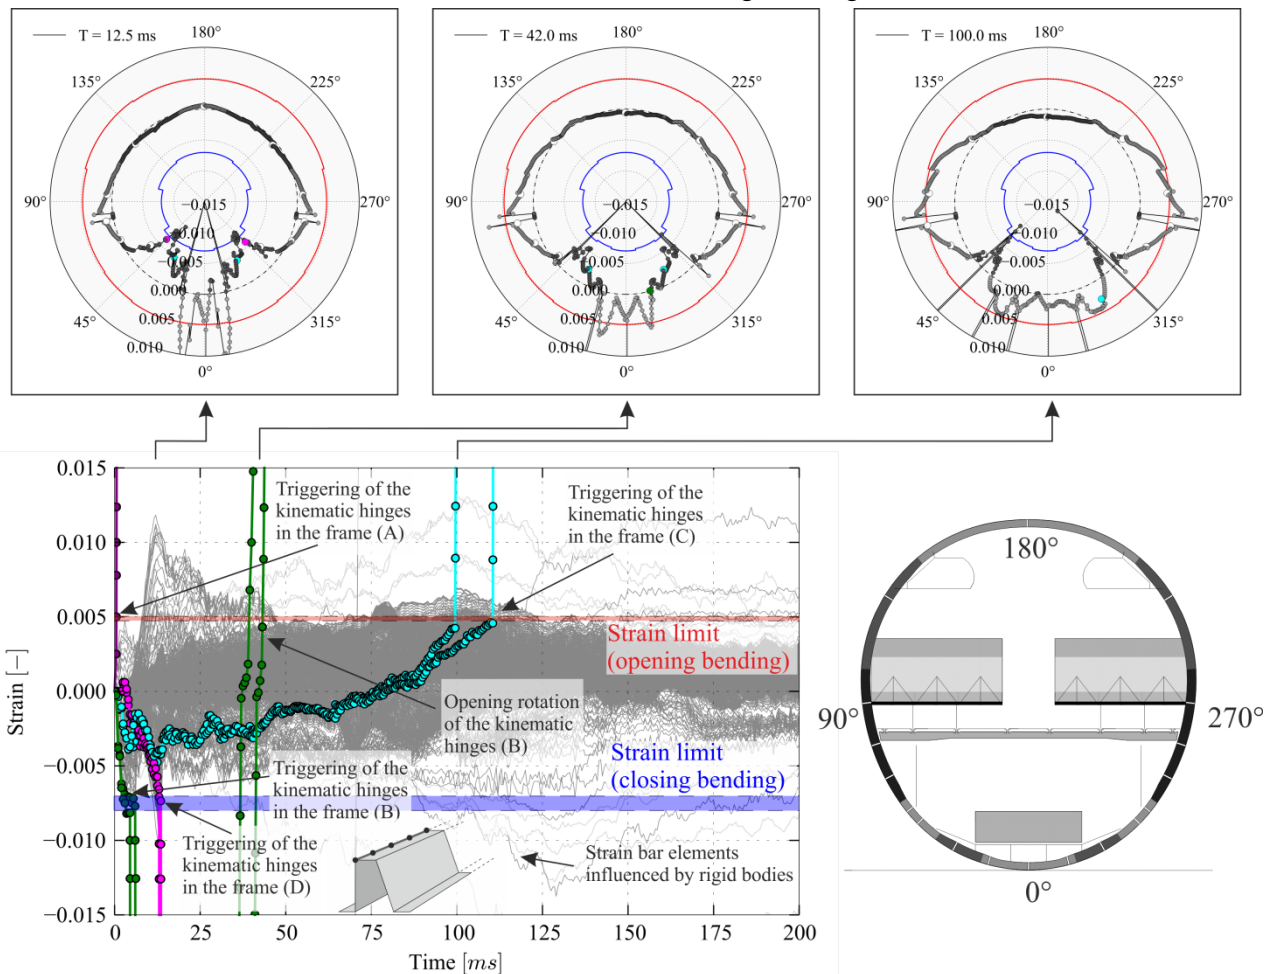 T = 12.5 ms
180°
135°
225°
90°
270°
−0.015
−0.010
−0.005
0.000
0.005
0.010
45°
315°
0°
T = 42.0 ms
180°
135°
225°
90°
270°
−0.015
−0.010
−0.005
0.000
0.005
0.010
45°
315°
0°
T = 100.0 ms
180°
135°
225°
90°
270°
−0.015
−0.010
−0.005
0.000
0.005
0.010
45°
315°
0°
0.015
0.010
0.005
0.000
−0.005
−0.010
−0.015
Strain [−]
Triggering of the
kinematic hinges
in the frame (A)
Triggering of the
kinematic hinges
in the frame (C)
Strain limit
(opening bending)
Opening rotation
of the kinematic
hinges (B)
Strain limit
(closing bending)
Triggering of the
kinematic hinges
in the frame (B)
Triggering of the
kinematic hinges
in the frame (D)
Strain bar elements
influenced by rigid bodies
0
25
50
75
100
125
150
175
200
Time [ms]
180°
90°
270°
0°